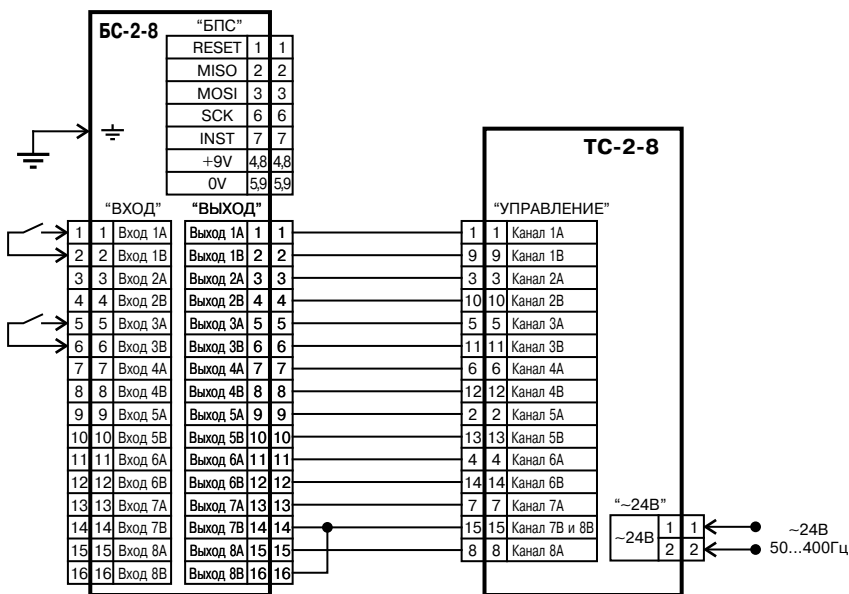 БС-2-8
“БПС”
RESET 1 1
MISO 2 2
MOSI 3 3
SCK 6 6
INST 7 7
+9V 4,8 4,8
0V 5,9 5,9
“ВХОД” “ВЫХОД”
1 1 Вход 1А Выход 1А 1 1
2 2 Вход 1В Выход 1В 2 2
3 3 Вход 2А Выход 2А 3 3
4 4 Вход 2В Выход 2В 4 4
5 5 Вход 3А Выход 3А 5 5
6 6 Вход 3В Выход 3В 6 6
7 7 Вход 4А Выход 4А 7 7
8 8 Вход 4В Выход 4В 8 8
9 9 Вход 5А Выход 5А 9 9
10 10 Вход 5В Выход 5В 10 10
11 11 Вход 6А Выход 6А 11 11
12 12 Вход 6В Выход 6В 12 12
13 13 Вход 7А Выход 7А 13 13
14 14 Вход 7В Выход 7В 14 14
15 15 Вход 8А Выход 8А 15 15
16 16 Вход 8В Выход 8В 16 16
ТС-2-8
“УПРАВЛЕНИЕ”
1 1 Канал 1А
9 9 Канал 1В
3 3 Канал 2А
10 10 Канал 2В
5 5 Канал 3А
11 11 Канал 3В
6 6 Канал 4А
12 12 Канал 4В
2 2 Канал 5А
13 13 Канал 5В
4 4 Канал 6А
14 14 Канал 6В
7 7 Канал 7А
15 15 Канал 7В и 8В
8 8 Канал 8А
“~24В”
~24В 1 1
2 2
~24В
50...400Гц